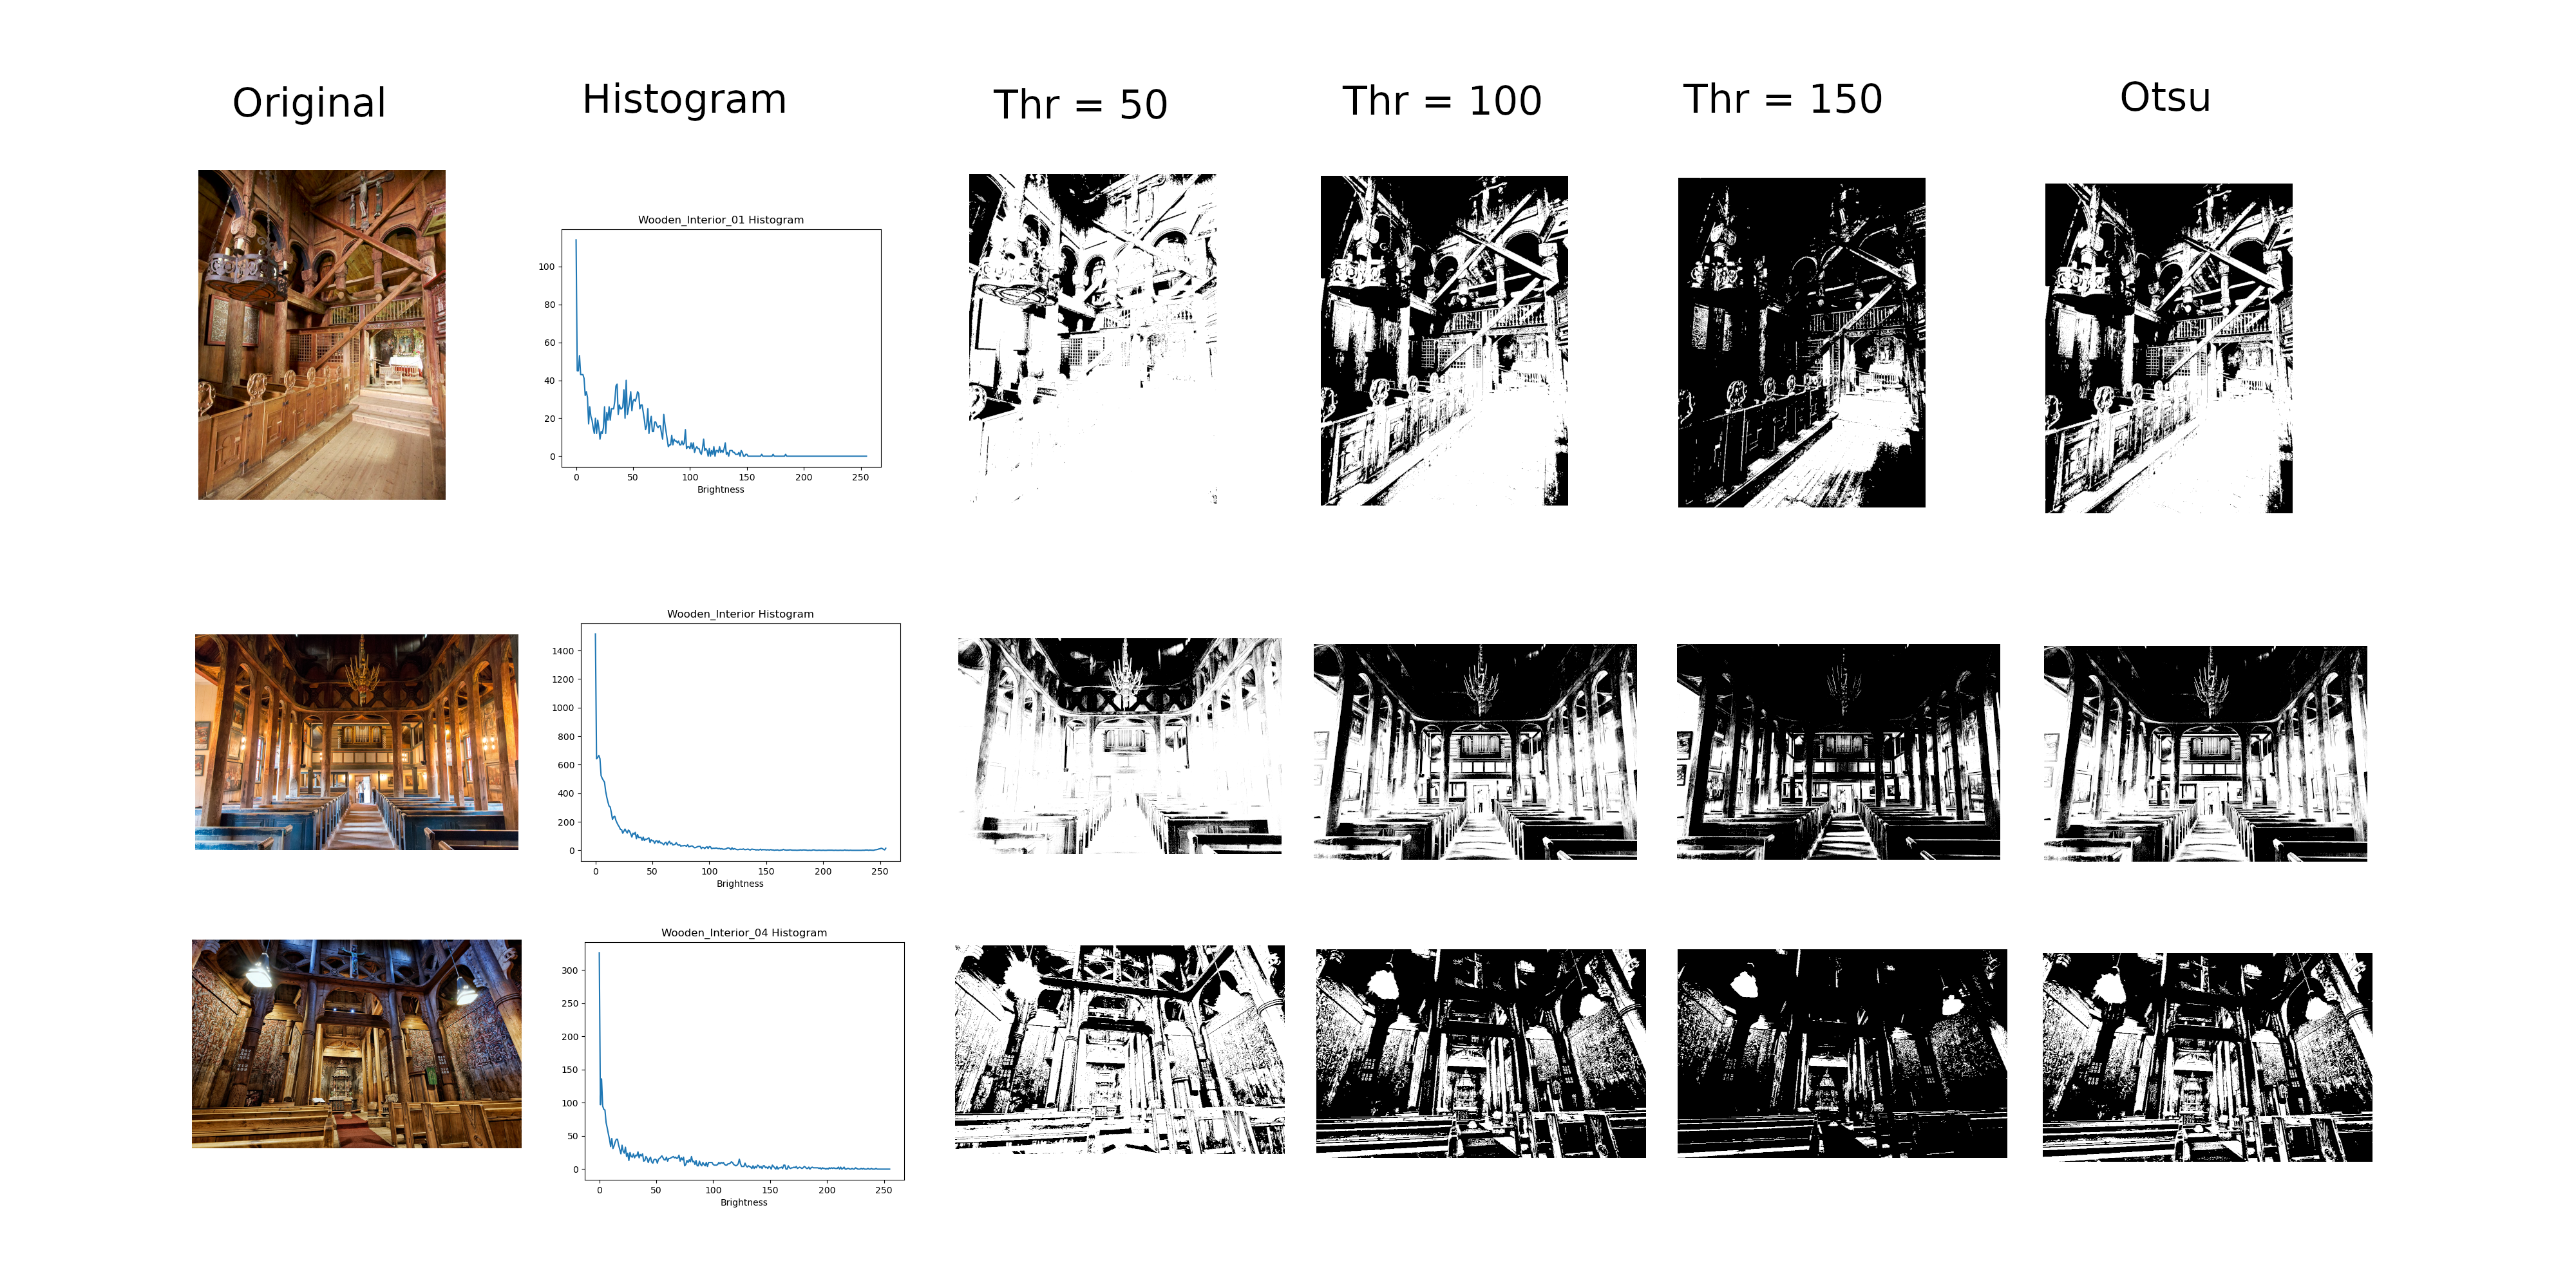 Original Histogram Thr = 50 Thr = 100 Thr = 150 Otsu
Wooden_Interior_01 Histogram
100
80
60
40
20
0
0 50 100 150 200 250
Brightness
Wooden_Interior Histogram
1400
1200
1000
800
600
400
200
0
0 50 100 150 200 250
Brightness
Wooden_Interior_04 Histogram
300
250
200
150
100
50
0
0 50 100 150 200 250
Brightness